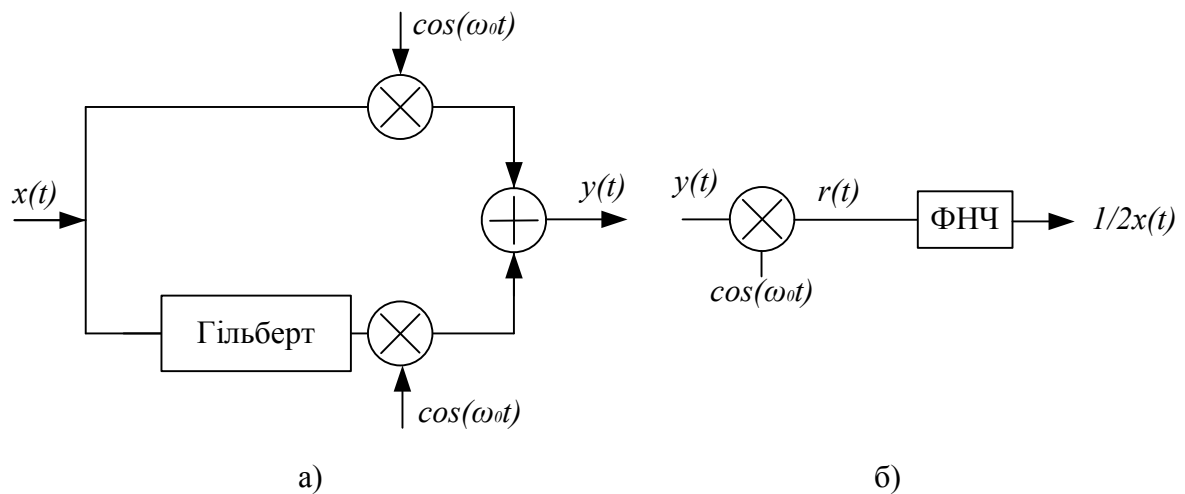 cos(ω₀t)
x(t)
y(t)
Гільберт
cos(ω₀t)
а)
y(t)
r(t)
ФНЧ
1/2x(t)
cos(ω₀t)
б)